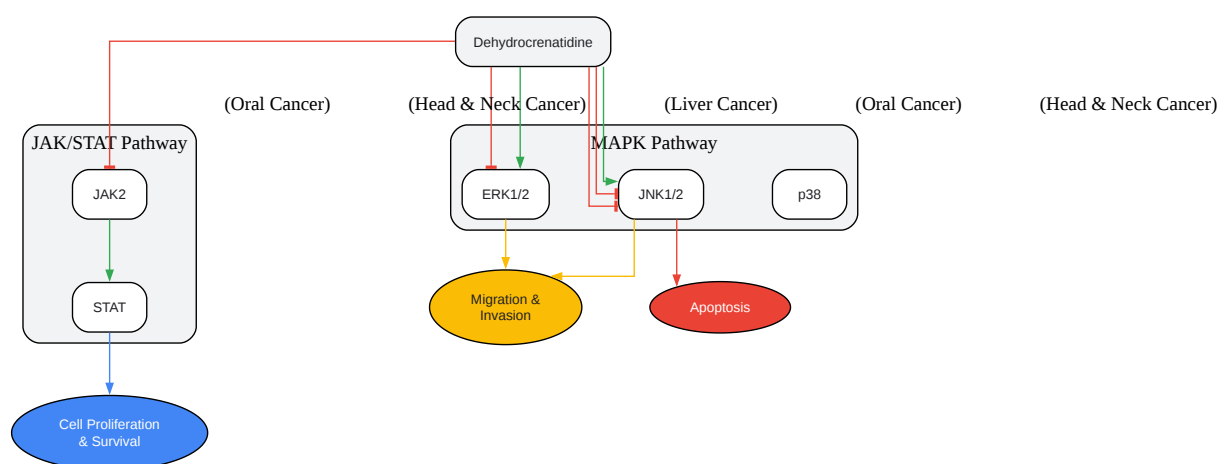 Dehydrocrenatidine
(Oral Cancer)
(Head & Neck Cancer)
(Liver Cancer)
(Oral Cancer)
(Head & Neck Cancer)
JAK/STAT Pathway
MAPK Pathway
JAK2
ERK1/2
JNK1/2
p38
STAT
Migration &
Invasion
Apoptosis
Cell Proliferation
& Survival